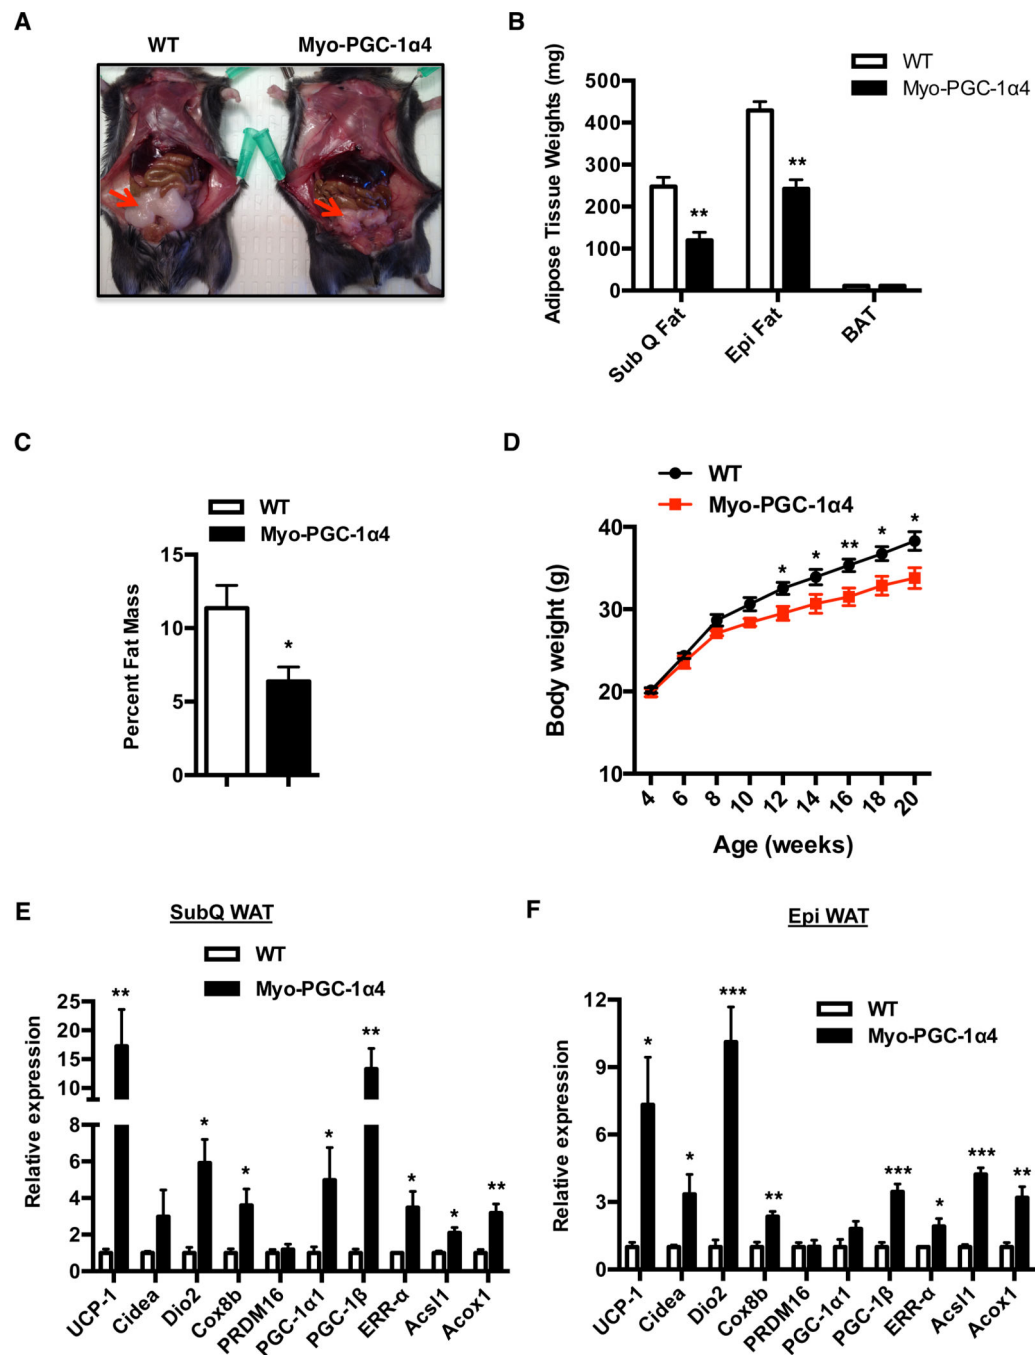 A
WT
Myo-PGC-1α4
B
WT
Myo-PGC-1α4
Adipose Tissue Weights (mg)
500
400
300
200
100
0
**
**
Sub Q Fat
Epi Fat
BAT
C
WT
Myo-PGC-1α4
Percent Fat Mass
15
10
5
0
*
D
WT
Myo-PGC-1α4
Body weight (g)
40
30
20
10
*
*
**
*
*
4
6
8
10
12
14
16
18
20
Age (weeks)
E
SubQ WAT
WT
Myo-PGC-1α4
Relative expression
25
20
15
10
8
6
4
2
0
**
*
*
*
**
*
*
**
UCP-1
Cidea
Dio2
Cox8b
PRDM16
PGC-1α1
PGC-1β
ERR-α
Acsl1
Acox1
F
Epi WAT
WT
Myo-PGC-1α4
Relative expression
12
9
6
3
0
*
*
***
**
***
*
***
**
UCP-1
Cidea
Dio2
Cox8b
PRDM16
PGC-1α1
PGC-1β
ERR-α
Acsl1
Acox1